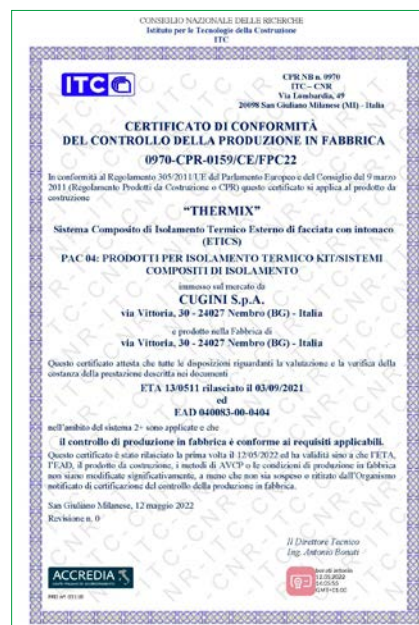 CONSIGLIO NAZIONALE DELLE RICERCHE
Istituto per le Tecnologie della Costruzione
ITC
ITC
CPR NB n. 0970
ITC – CNR
Via Lombardia, 49
20098 San Giuliano Milanese (MI) - Italia
CERTIFICATO DI CONFORMITÀ
DEL CONTROLLO DELLA PRODUZIONE IN FABBRICA
0970-CPR-0159/CE/FPC22
In conformità al Regolamento 305/2011/UE del Parlamento Europeo e del Consiglio del 9 marzo
2011 (Regolamento Prodotti da Costruzione o CPR) questo certificato si applica al prodotto da
costruzione
“THERMIX”
Sistema Composito di Isolamento Termico Esterno di facciata con intonaco
(ETICS)
PAC 04: PRODOTTI PER ISOLAMENTO TERMICO KIT/SISTEMI
COMPOSITI DI ISOLAMENTO
immesso sul mercato da
CUGINI S.p.A.
via Vittoria, 30 - 24027 Nembro (BG) - Italia
e prodotto nella Fabbrica di
via Vittoria, 30 - 24027 Nembro (BG) - Italia
Questo certificato attesta che tutte le disposizioni riguardanti la valutazione e la verifica della
costanza della prestazione descritta nei documenti
ETA 13/0511 rilasciato il 03/09/2021
ed
EAD 040083-00-0404
nell'ambito del sistema 2+ sono applicate e che
il controllo di produzione in fabbrica è conforme ai requisiti applicabili.
Questo certificato è stato rilasciato la prima volta il 12/05/2022 ed ha validità sino a che l'ETA,
l'EAD, il prodotto da costruzione, i metodi di AVCP o le condizioni di produzione in fabbrica
non siano modificate significativamente, a meno che non sia sospeso o ritirato dall'Organismo
notificato di certificazione del controllo della produzione in fabbrica.
San Giuliano Milanese, 12 maggio 2022
Revisione n. 0
Il Direttore Tecnico
Ing. Antonio Bonati
ACCREDIA
bonati antonio
12.05.2022